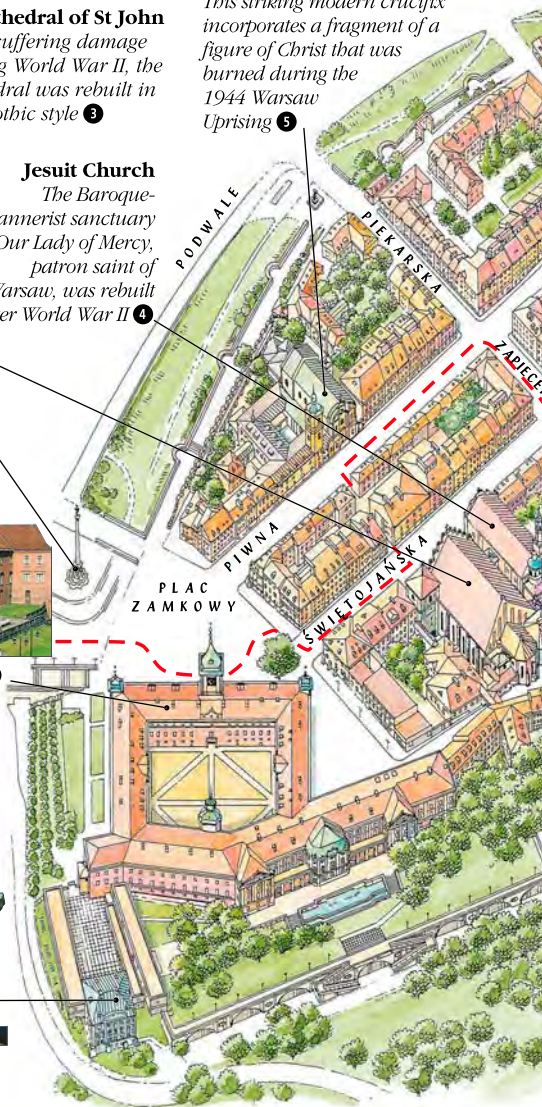 thedral of St John
suffering damage
g World War II, the
dral was rebuilt in
othic style 3
This striking modern crucifix
incorporates a fragment of a
figure of Christ that was
burned during the
1944 Warsaw
Uprising 5
Jesuit Church
The Baroque-
annerist sanctuary
Our Lady of Mercy,
patron saint of
Warsaw, was rebuilt
er World War II 4
PODWALE
PIEKARSKA
ZAPIECE
PIWNA
ŚWIĘTOJAŃSKA
PLAC
ZAMKOWY